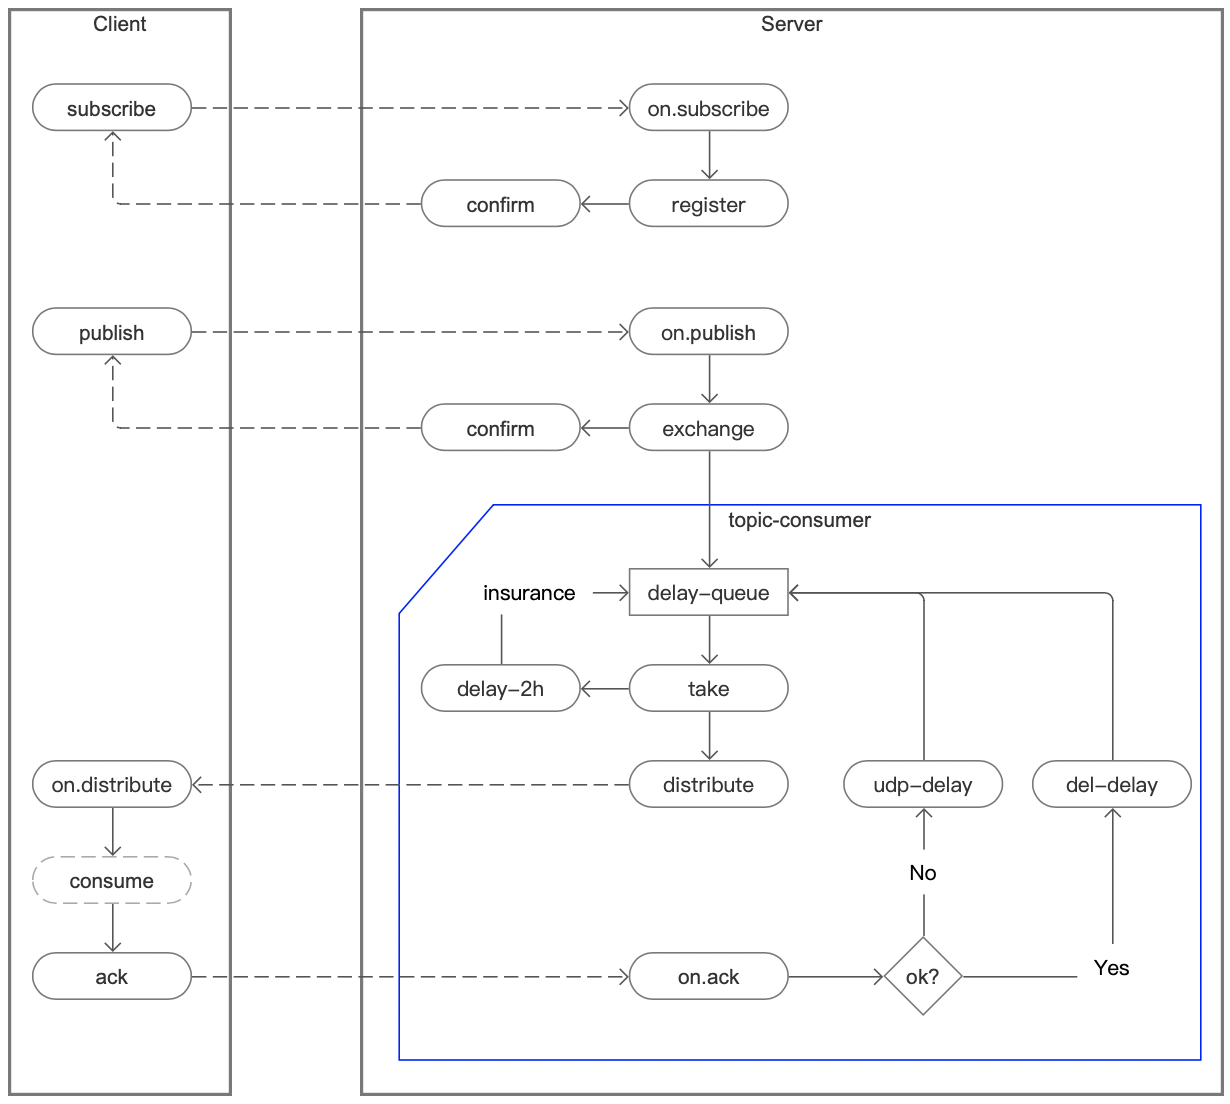 Client
Server
subscribe
on.subscribe
confirm
register
publish
on.publish
confirm
exchange
topic-consumer
insurance
delay-queue
delay-2h
take
on.distribute
distribute
udp-delay
del-delay
consume
No
ack
on.ack
ok?
Yes